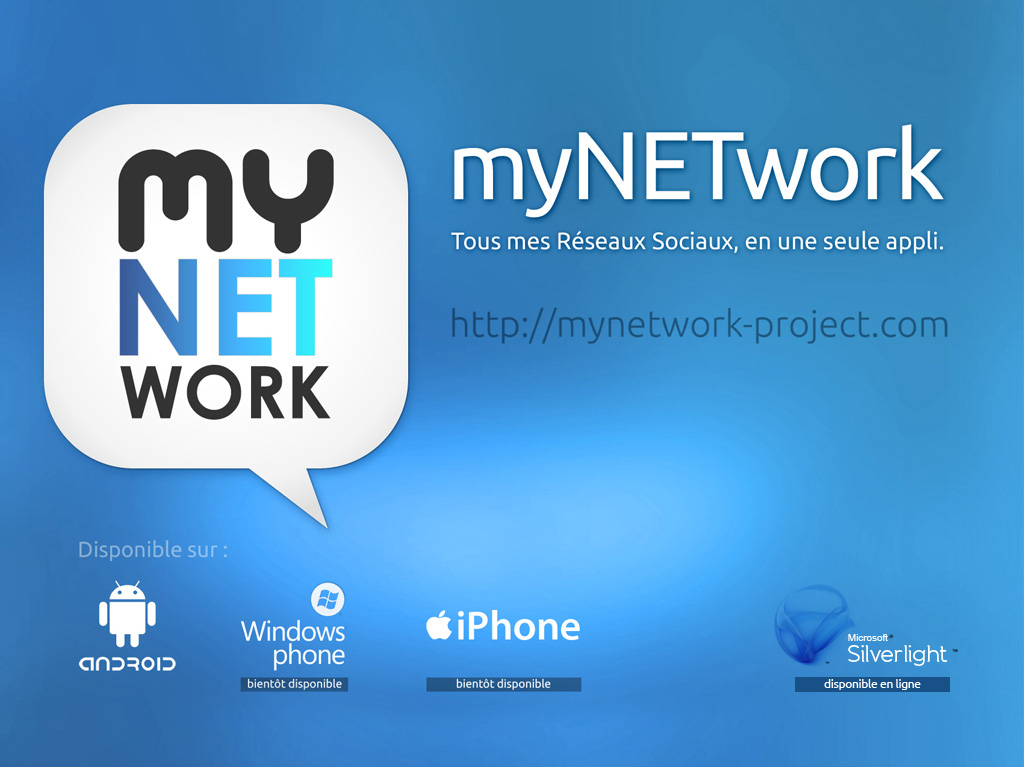 MY
NET
WORK
myNETwork
Tous mes Réseaux Sociaux, en une seule appli.
http://mynetwork-project.com
Disponible sur :
ANDROID
Windows
phone
bientôt disponible
iPhone
bientôt disponible
Microsoft®
Silverlight™
disponible en ligne